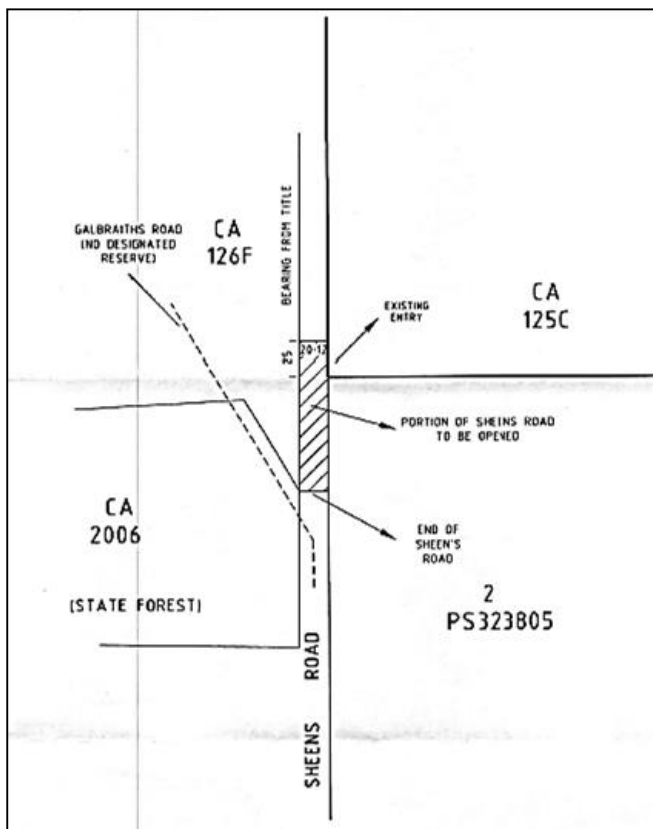 GALBRAITHS ROAD
(NO DESIGNATED
RESERVE)
CA
126F
BEARING FROM TITLE
EXISTING
ENTRY
CA
125C
25
20·12
PORTION OF SHEINS ROAD
TO BE OPENED
CA
2006
(STATE FOREST)
END OF
SHEEN'S
ROAD
2
PS323805
SHEENS ROAD